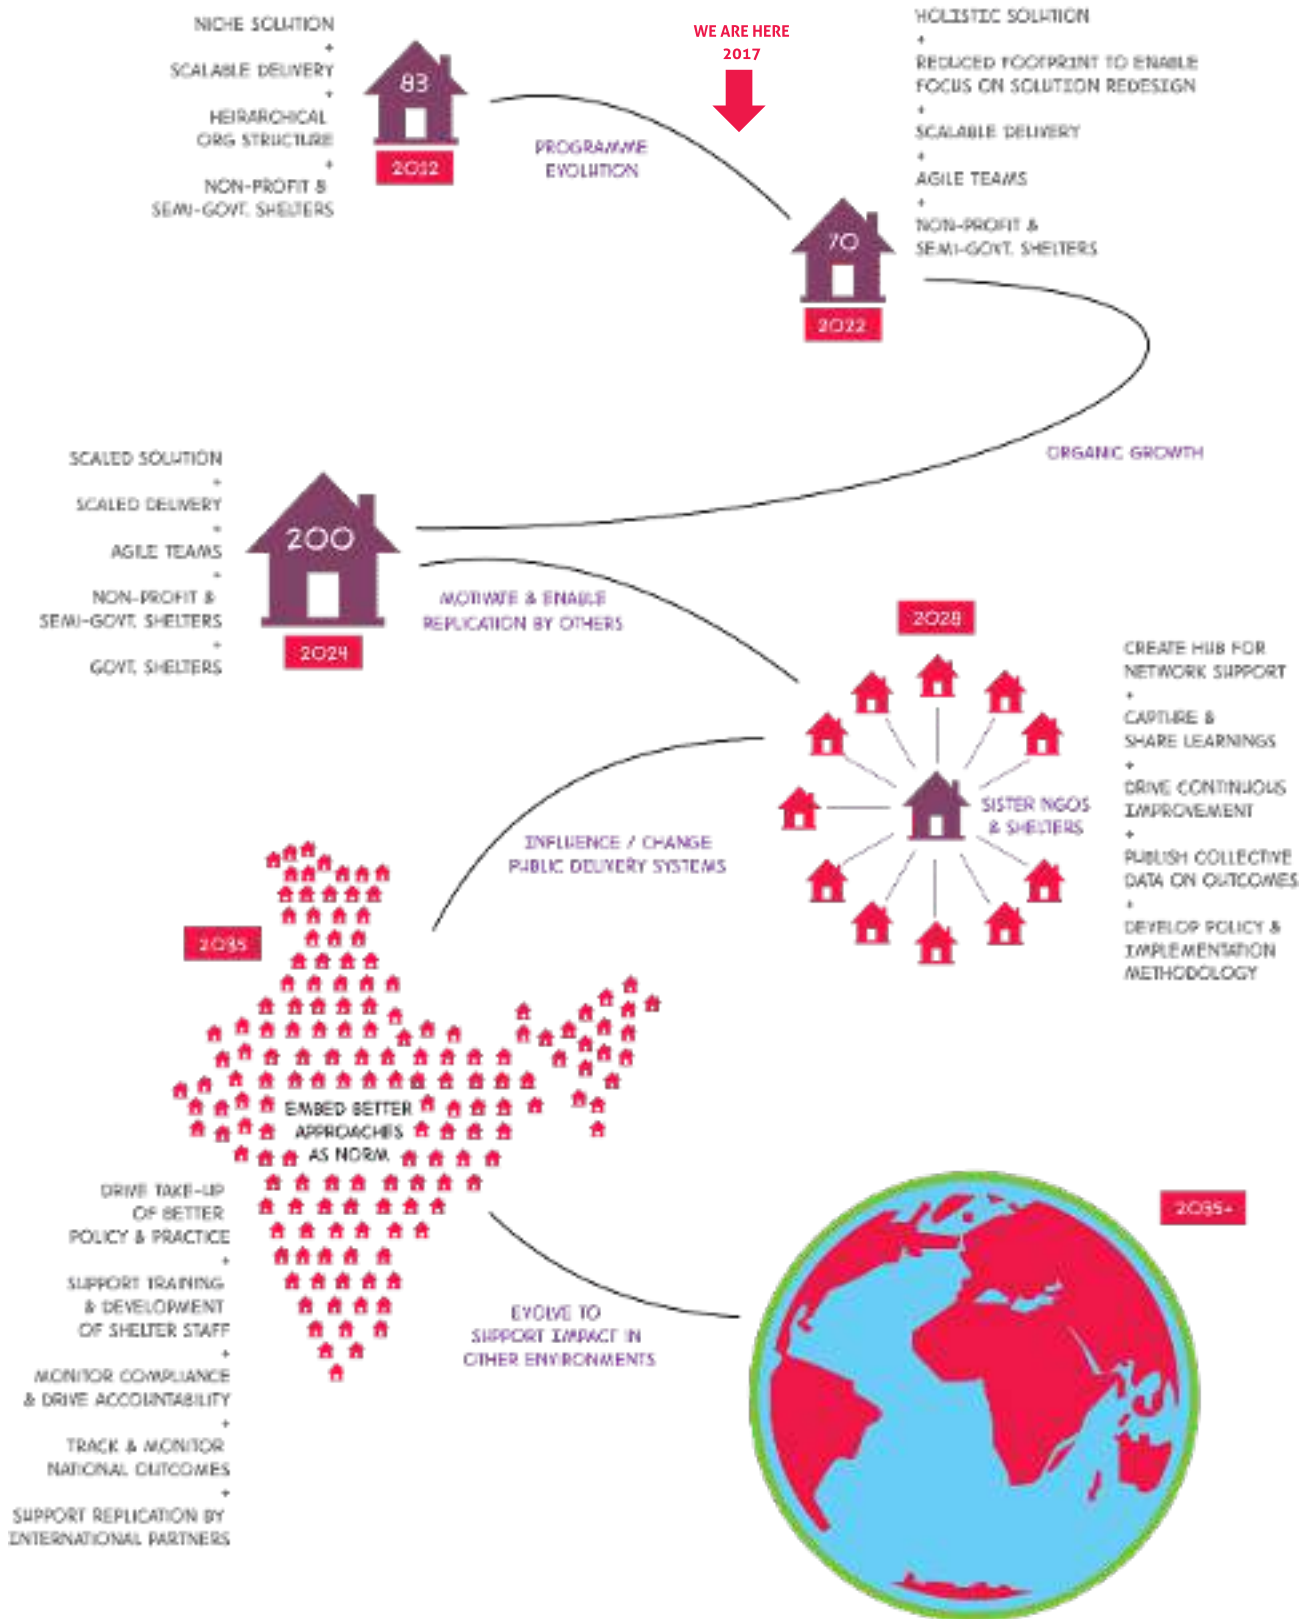 NICHE SOLUTION
+
SCALABLE DELIVERY
+
HEIRARCHICAL
ORG STRUCTURE
+
NON-PROFIT &
SEMI-GOVT. SHELTERS
83
2012
PROGRAMME
EVOLUTION
WE ARE HERE
2017
HOLISTIC SOLUTION
+
REDUCED FOOTPRINT TO ENABLE
FOCUS ON SOLUTION REDESIGN
+
SCALABLE DELIVERY
+
AGILE TEAMS
+
NON-PROFIT &
SEMI-GOVT. SHELTERS
70
2022
ORGANIC GROWTH
SCALED SOLUTION
+
SCALED DELIVERY
+
AGILE TEAMS
+
NON-PROFIT &
SEMI-GOVT. SHELTERS
+
GOVT. SHELTERS
200
2024
MOTIVATE & ENABLE
REPLICATION BY OTHERS
2028
SISTER NGOS
& SHELTERS
CREATE HUB FOR
NETWORK SUPPORT
+
CAPTURE &
SHARE LEARNINGS
+
DRIVE CONTINUOUS
IMPROVEMENT
+
PUBLISH COLLECTIVE
DATA ON OUTCOMES
+
DEVELOP POLICY &
IMPLEMENTATION
METHODOLOGY
INFLUENCE / CHANGE
PUBLIC DELIVERY SYSTEMS
2035
EMBED BETTER
APPROACHES
AS NORM
DRIVE TAKE-UP
OF BETTER
POLICY & PRACTICE
+
SUPPORT TRAINING
& DEVELOPMENT
OF SHELTER STAFF
+
MONITOR COMPLIANCE
& DRIVE ACCOUNTABILITY
+
TRACK & MONITOR
NATIONAL OUTCOMES
+
SUPPORT REPLICATION BY
INTERNATIONAL PARTNERS
EVOLVE TO
SUPPORT IMPACT IN
OTHER ENVIRONMENTS
2035+